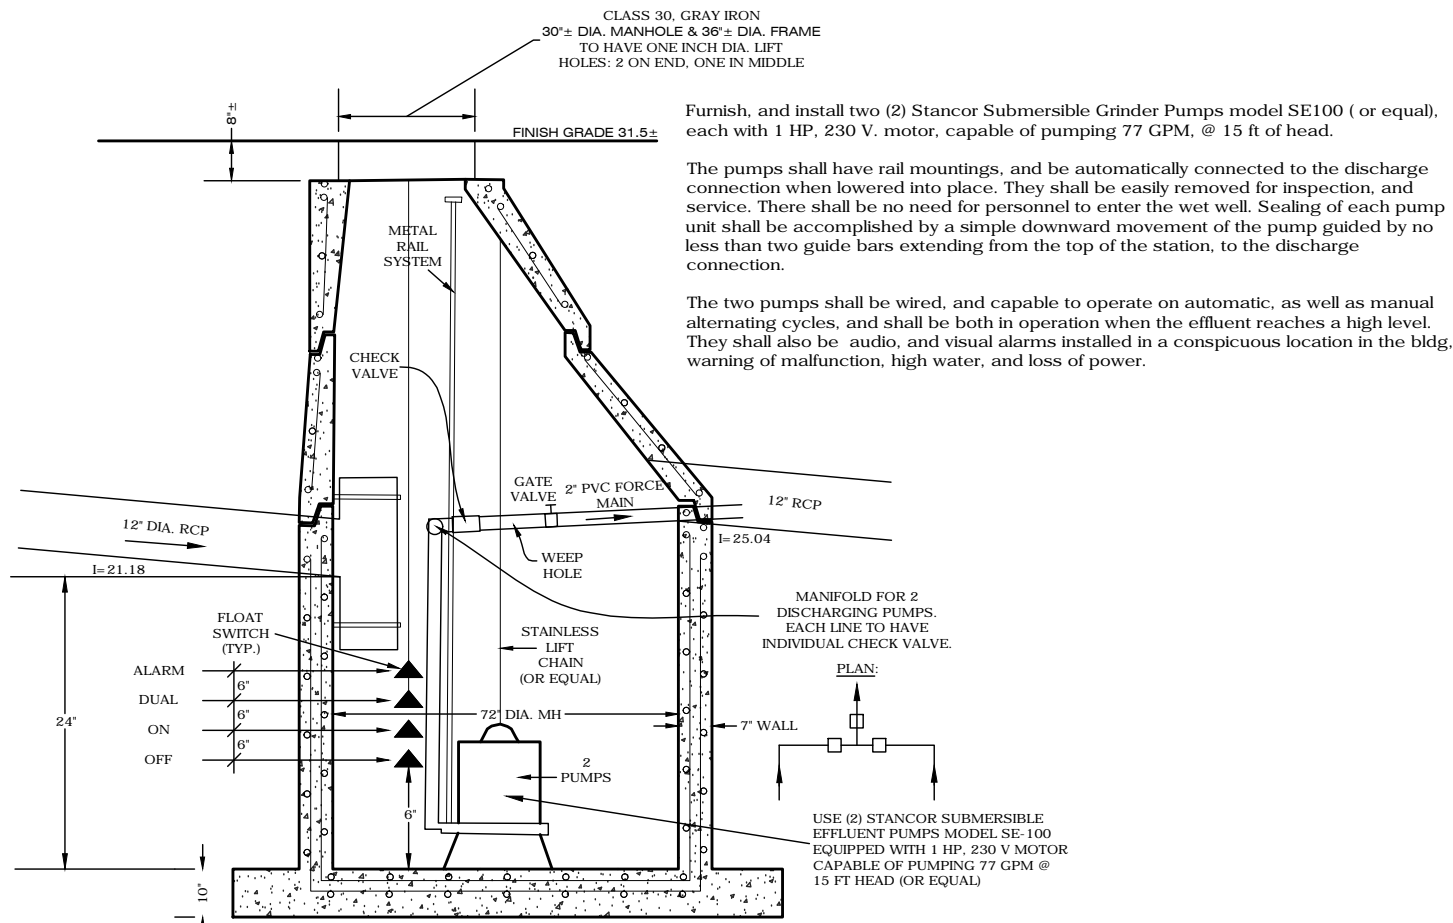 CLASS 30, GRAY IRON
30"± DIA. MANHOLE & 36"± DIA. FRAME
TO HAVE ONE INCH DIA. LIFT
HOLES: 2 ON END, ONE IN MIDDLE
8"±
FINISH GRADE 31.5±
Furnish, and install two (2) Stancor Submersible Grinder Pumps model SE100 ( or equal),
each with 1 HP, 230 V. motor, capable of pumping 77 GPM, @ 15 ft of head.
The pumps shall have rail mountings, and be automatically connected to the discharge
connection when lowered into place. They shall be easily removed for inspection, and
service. There shall be no need for personnel to enter the wet well. Sealing of each pump
unit shall be accomplished by a simple downward movement of the pump guided by no
less than two guide bars extending from the top of the station, to the discharge
connection.
The two pumps shall be wired, and capable to operate on automatic, as well as manual
alternating cycles, and shall be both in operation when the effluent reaches a high level.
They shall also be audio, and visual alarms installed in a conspicuous location in the bldg,
warning of malfunction, high water, and loss of power.
METAL
RAIL
SYSTEM
CHECK
VALVE
GATE
VALVE
2" PVC FORCE
MAIN
12" RCP
12" DIA. RCP
I=25.04
I=21.18
WEEP
HOLE
MANIFOLD FOR 2
DISCHARGING PUMPS.
EACH LINE TO HAVE
INDIVIDUAL CHECK VALVE.
PLAN:
FLOAT
SWITCH
(TYP.)
STAINLESS
LIFT
CHAIN
(OR EQUAL)
ALARM
6"
DUAL
6"
ON
6"
OFF
24"
72" DIA. MH
7" WALL
2
PUMPS
6"
USE (2) STANCOR SUBMERSIBLE
EFFLUENT PUMPS MODEL SE-100
EQUIPPED WITH 1 HP, 230 V MOTOR
CAPABLE OF PUMPING 77 GPM @
15 FT HEAD (OR EQUAL)
10"